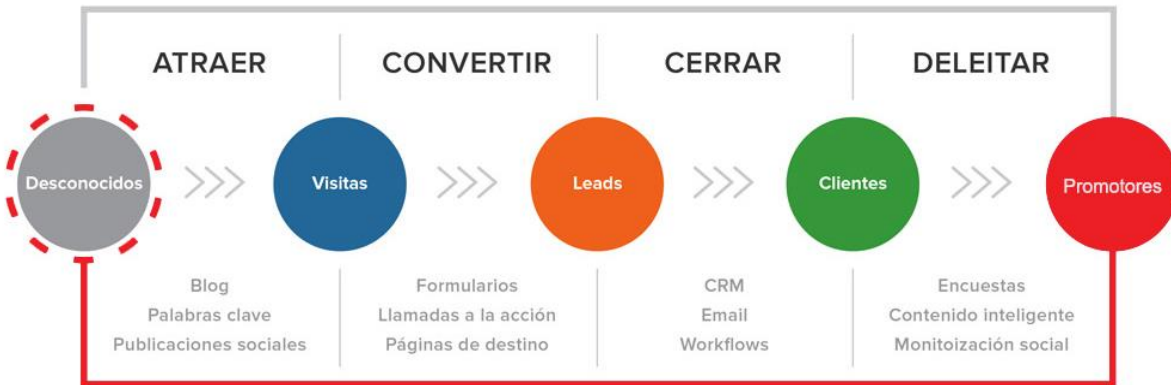 ATRAER
CONVERTIR
CERRAR
DELEITAR
Desconocidos
Visitas
Leads
Clientes
Promotores
Blog
Palabras clave
Publicaciones sociales
Formularios
Llamadas a la acción
Páginas de destino
CRM
Email
Workflows
Encuestas
Contenido inteligente
Monitoización social